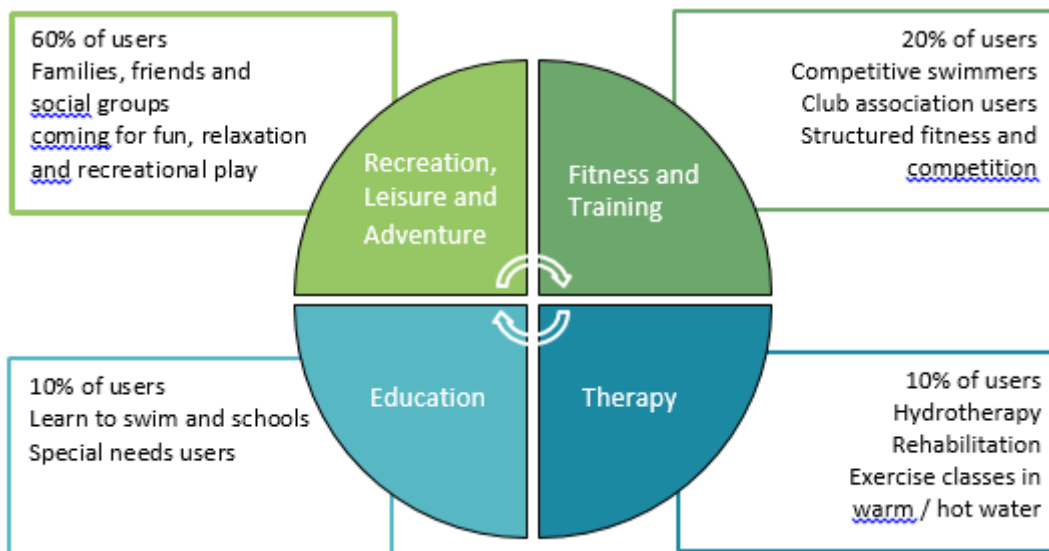 60% of users
Families, friends and
social groups
coming for fun, relaxation
and recreational play
20% of users
Competitive swimmers
Club association users
Structured fitness and
competition
Recreation,
Leisure and
Adventure
Fitness and
Training
Education
Therapy
10% of users
Learn to swim and schools
Special needs users
10% of users
Hydrotherapy
Rehabilitation
Exercise classes in
warm / hot water